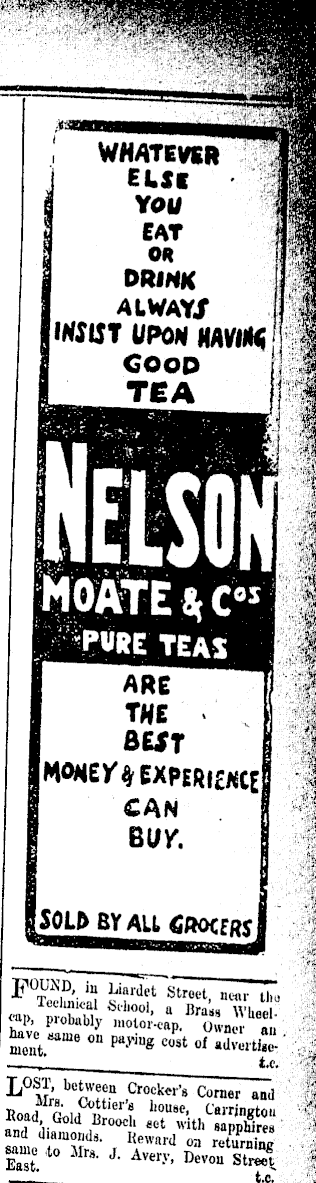 WHATEVER
ELSE
YOU
EAT
OR
DRINK
ALWAYS
INSIST UPON HAVING
GOOD
TEA
NELSON
MOATE & COS
PURE TEAS
ARE
THE
BEST
MONEY & EXPERIENCE
CAN
BUY.
SOLD BY ALL GROCERS
FOUND, in Liardet Street, near the
Technical School, a Brass Wheel-
cap, probably motor-cap. Owner can
have same on paying cost of advertise-
ment. t.c.
LOST, between Crocker's Corner and
Mrs. Cottier's house, Carrington
Road, Gold Brooch set with sapphires
and diamonds. Reward on returning
same to Mrs. J. Avery, Devon Street
East. t.c.